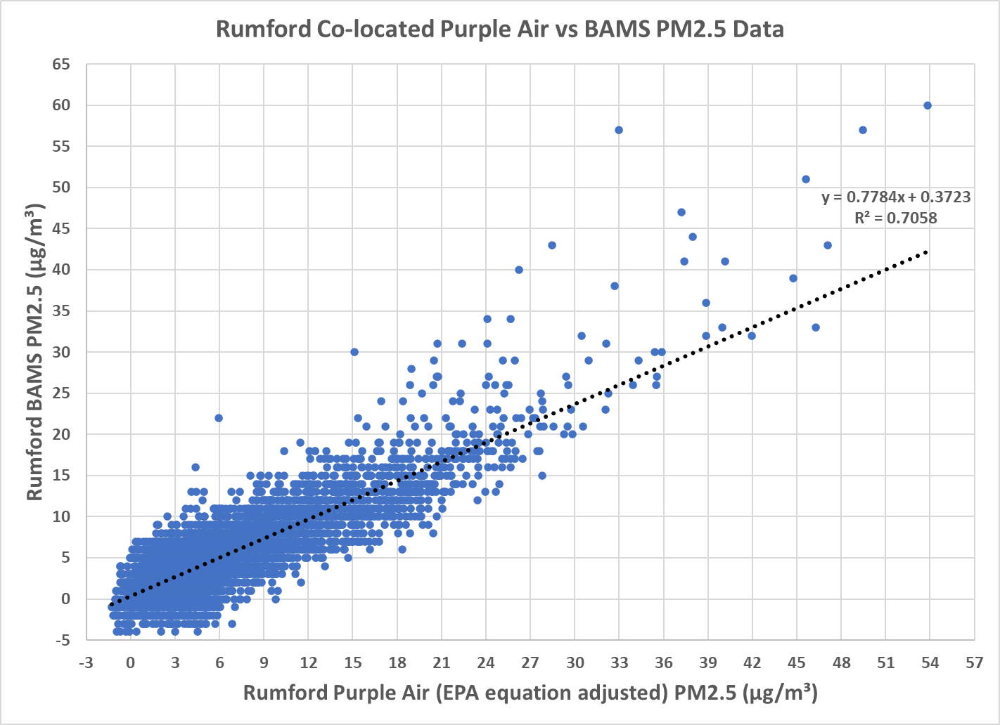 Rumford Co-located Purple Air vs BAMS PM2.5 Data
65
60
55
50
45
40
35
30
25
20
15
10
5
0
-5
Rumford BAMS PM2.5 (µg/m³)
y = 0.7784x + 0.3723
R² = 0.7058
-3 0 3 6 9 12 15 18 21 24 27 30 33 36 39 42 45 48 51 54 57
Rumford Purple Air (EPA equation adjusted) PM2.5 (µg/m³)